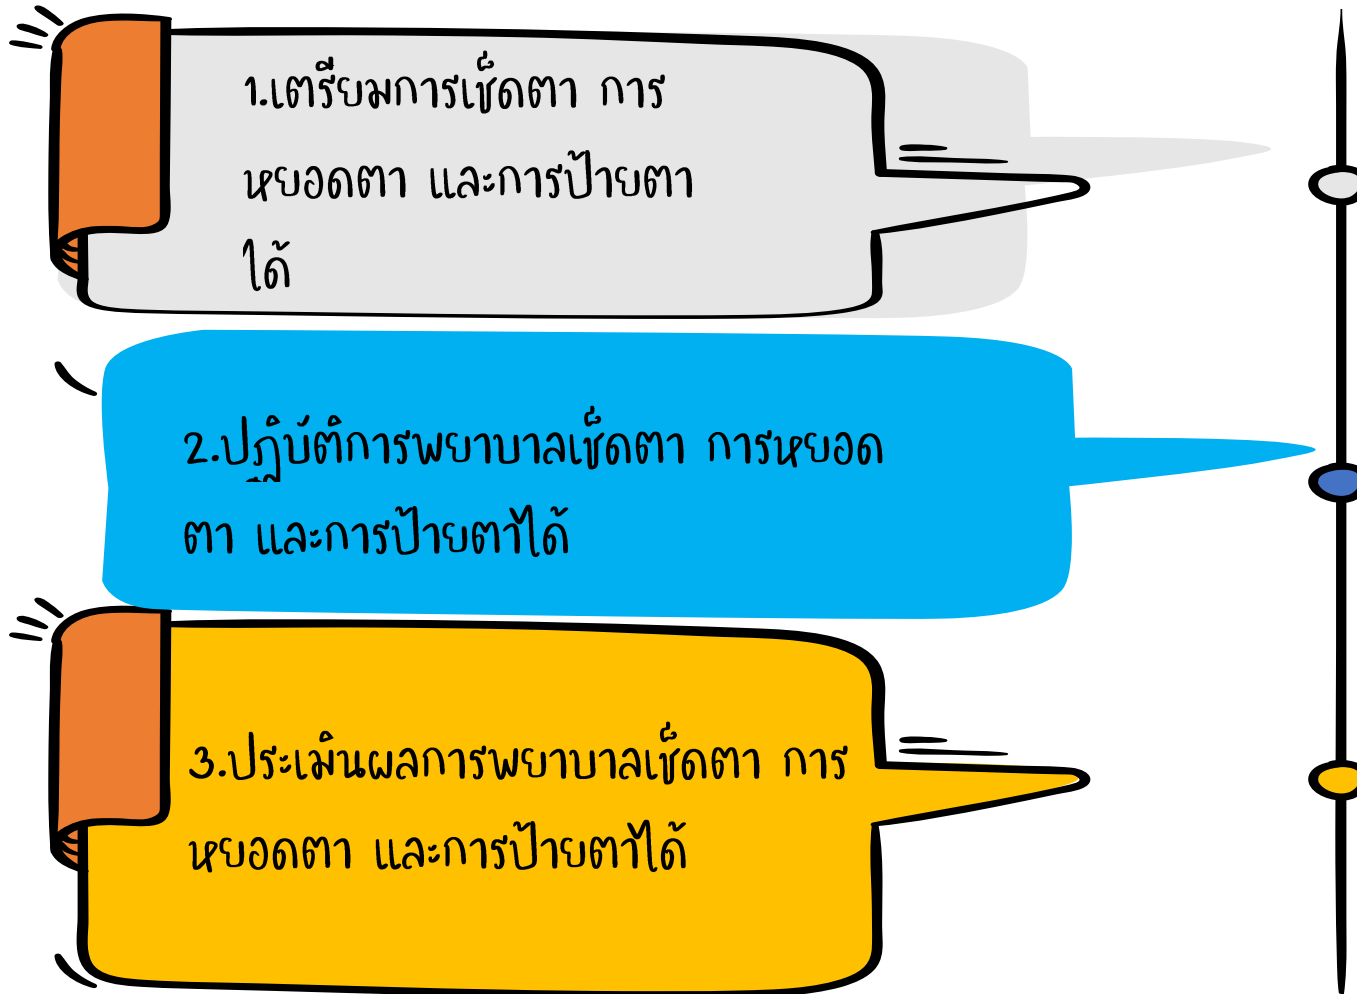 1.เตรียมการเช็ดตา การ
หยอดตา และการป้ายตา
ได้
2.ปฏิบัติการพยาบาลเช็ดตา การหยอด
ตา และการป้ายตาได้
3.ประเมินผลการพยาบาลเช็ดตา การ
หยอดตา และการป้ายตาได้